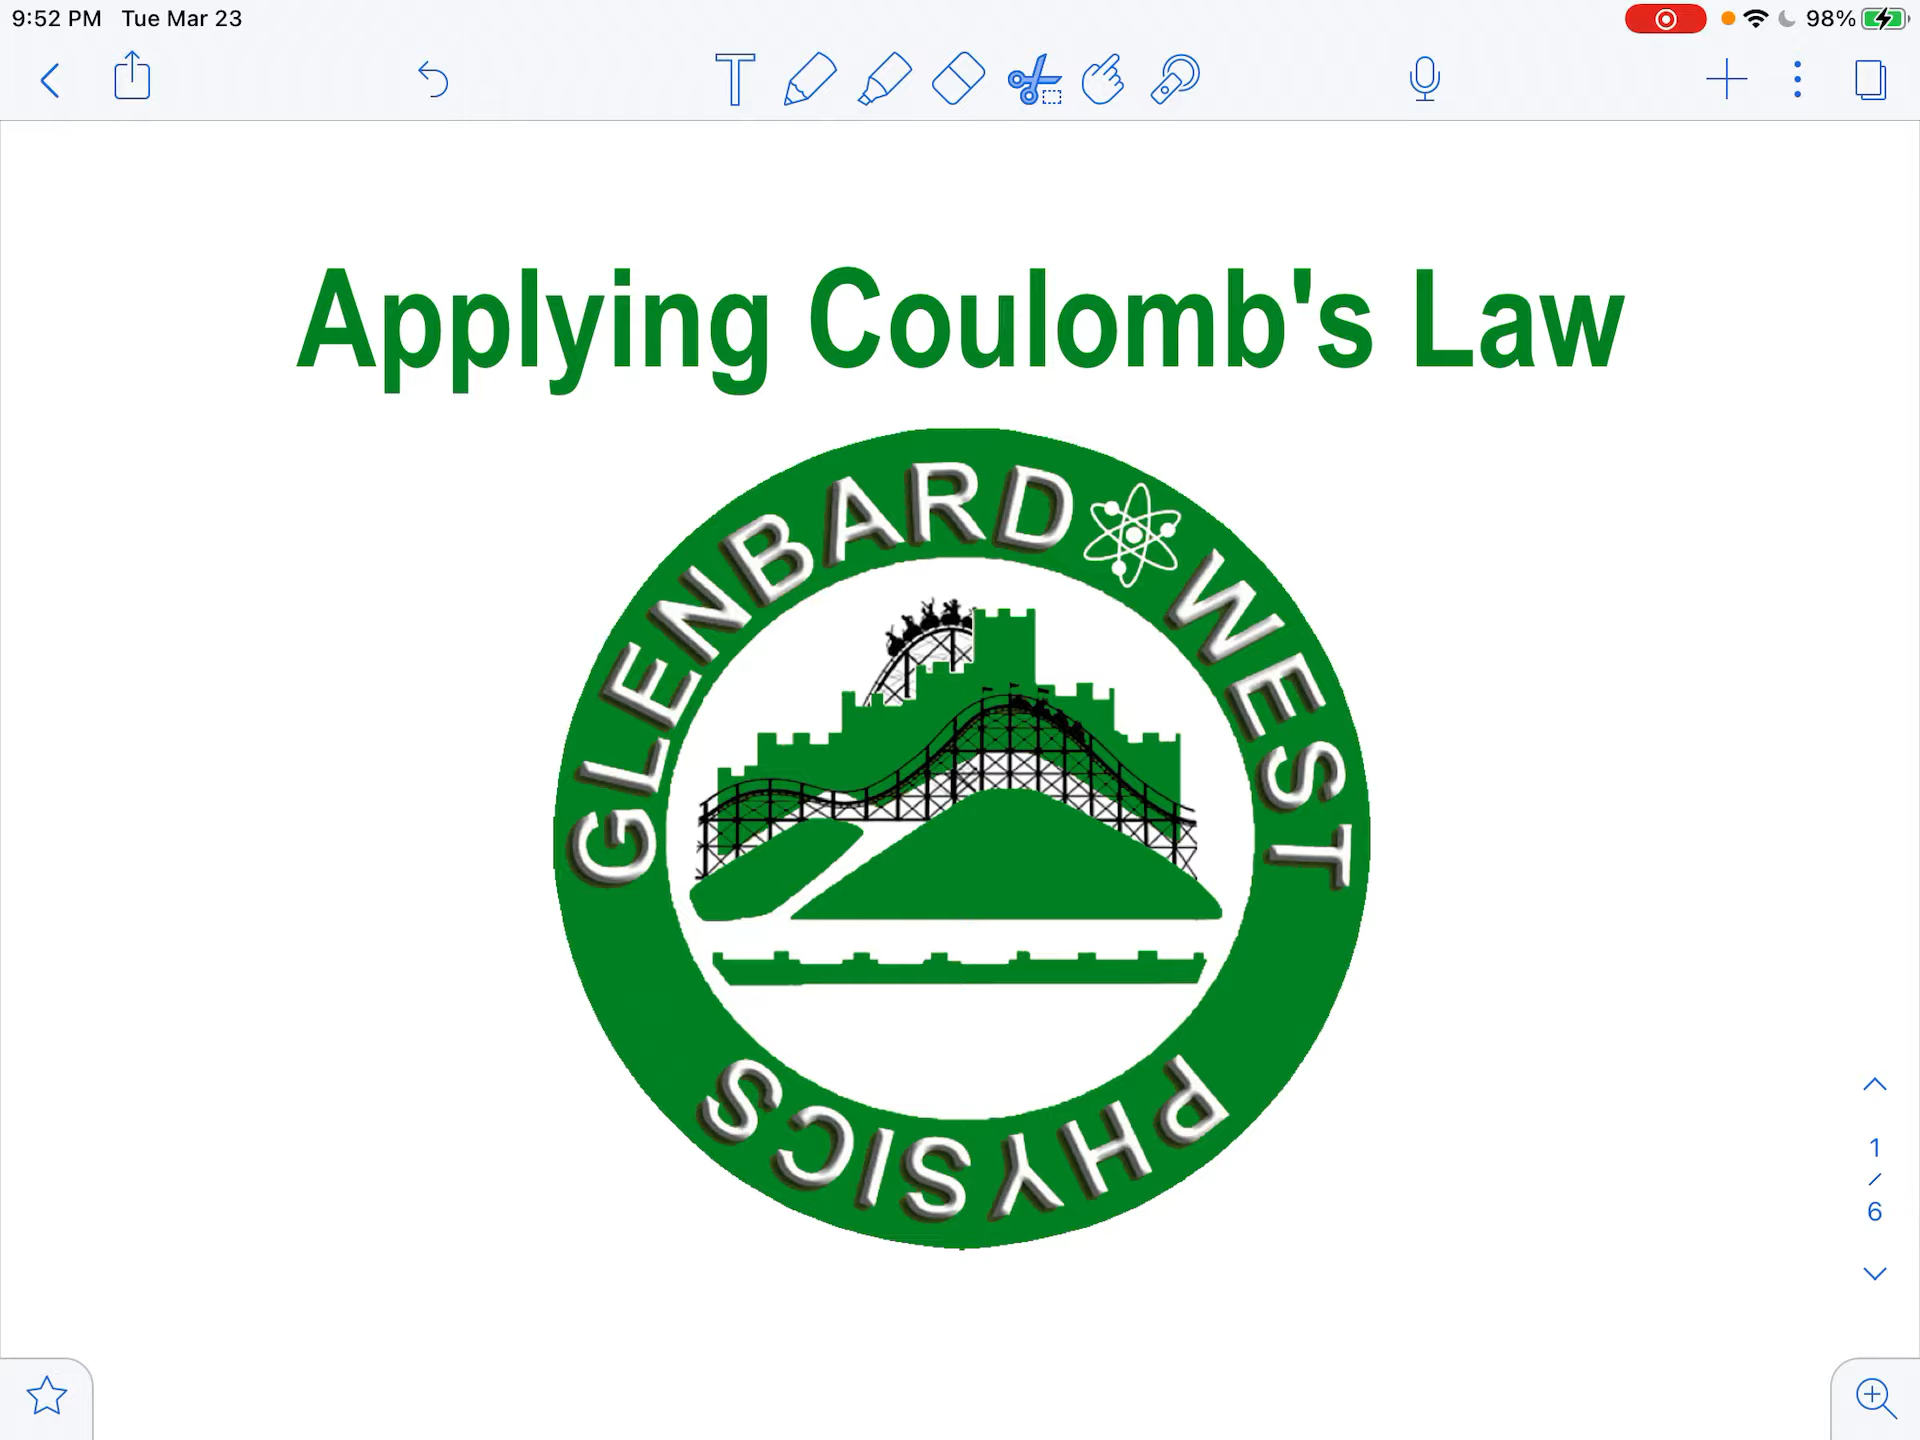 9:52 PM Tue Mar 23
98%
Applying Coulomb's Law
GLENBARD WEST
PHYSICS
1
/
6